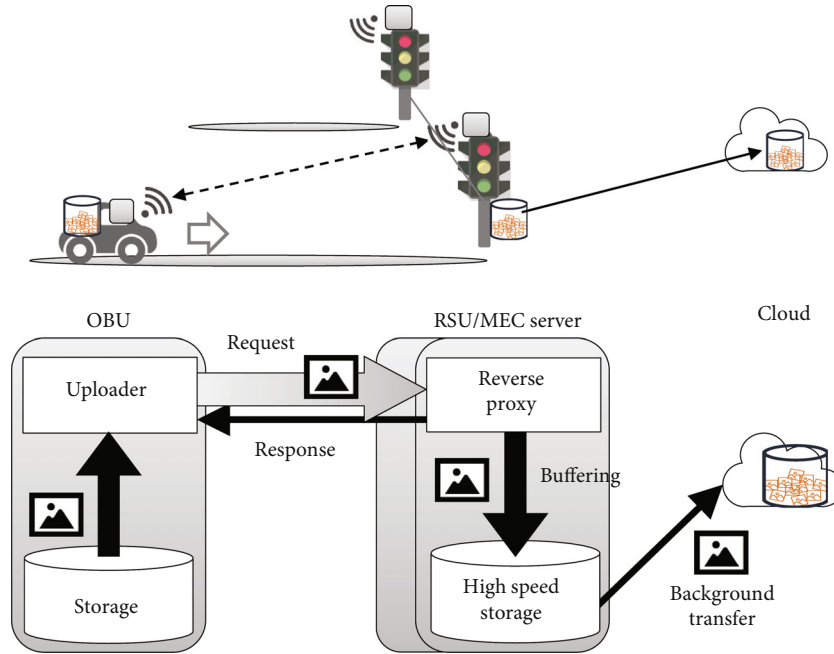 OBU
RSU/MEC server
Cloud
Uploader
Request
Reverse
proxy
Response
Buffering
Storage
High speed
storage
Background
transfer